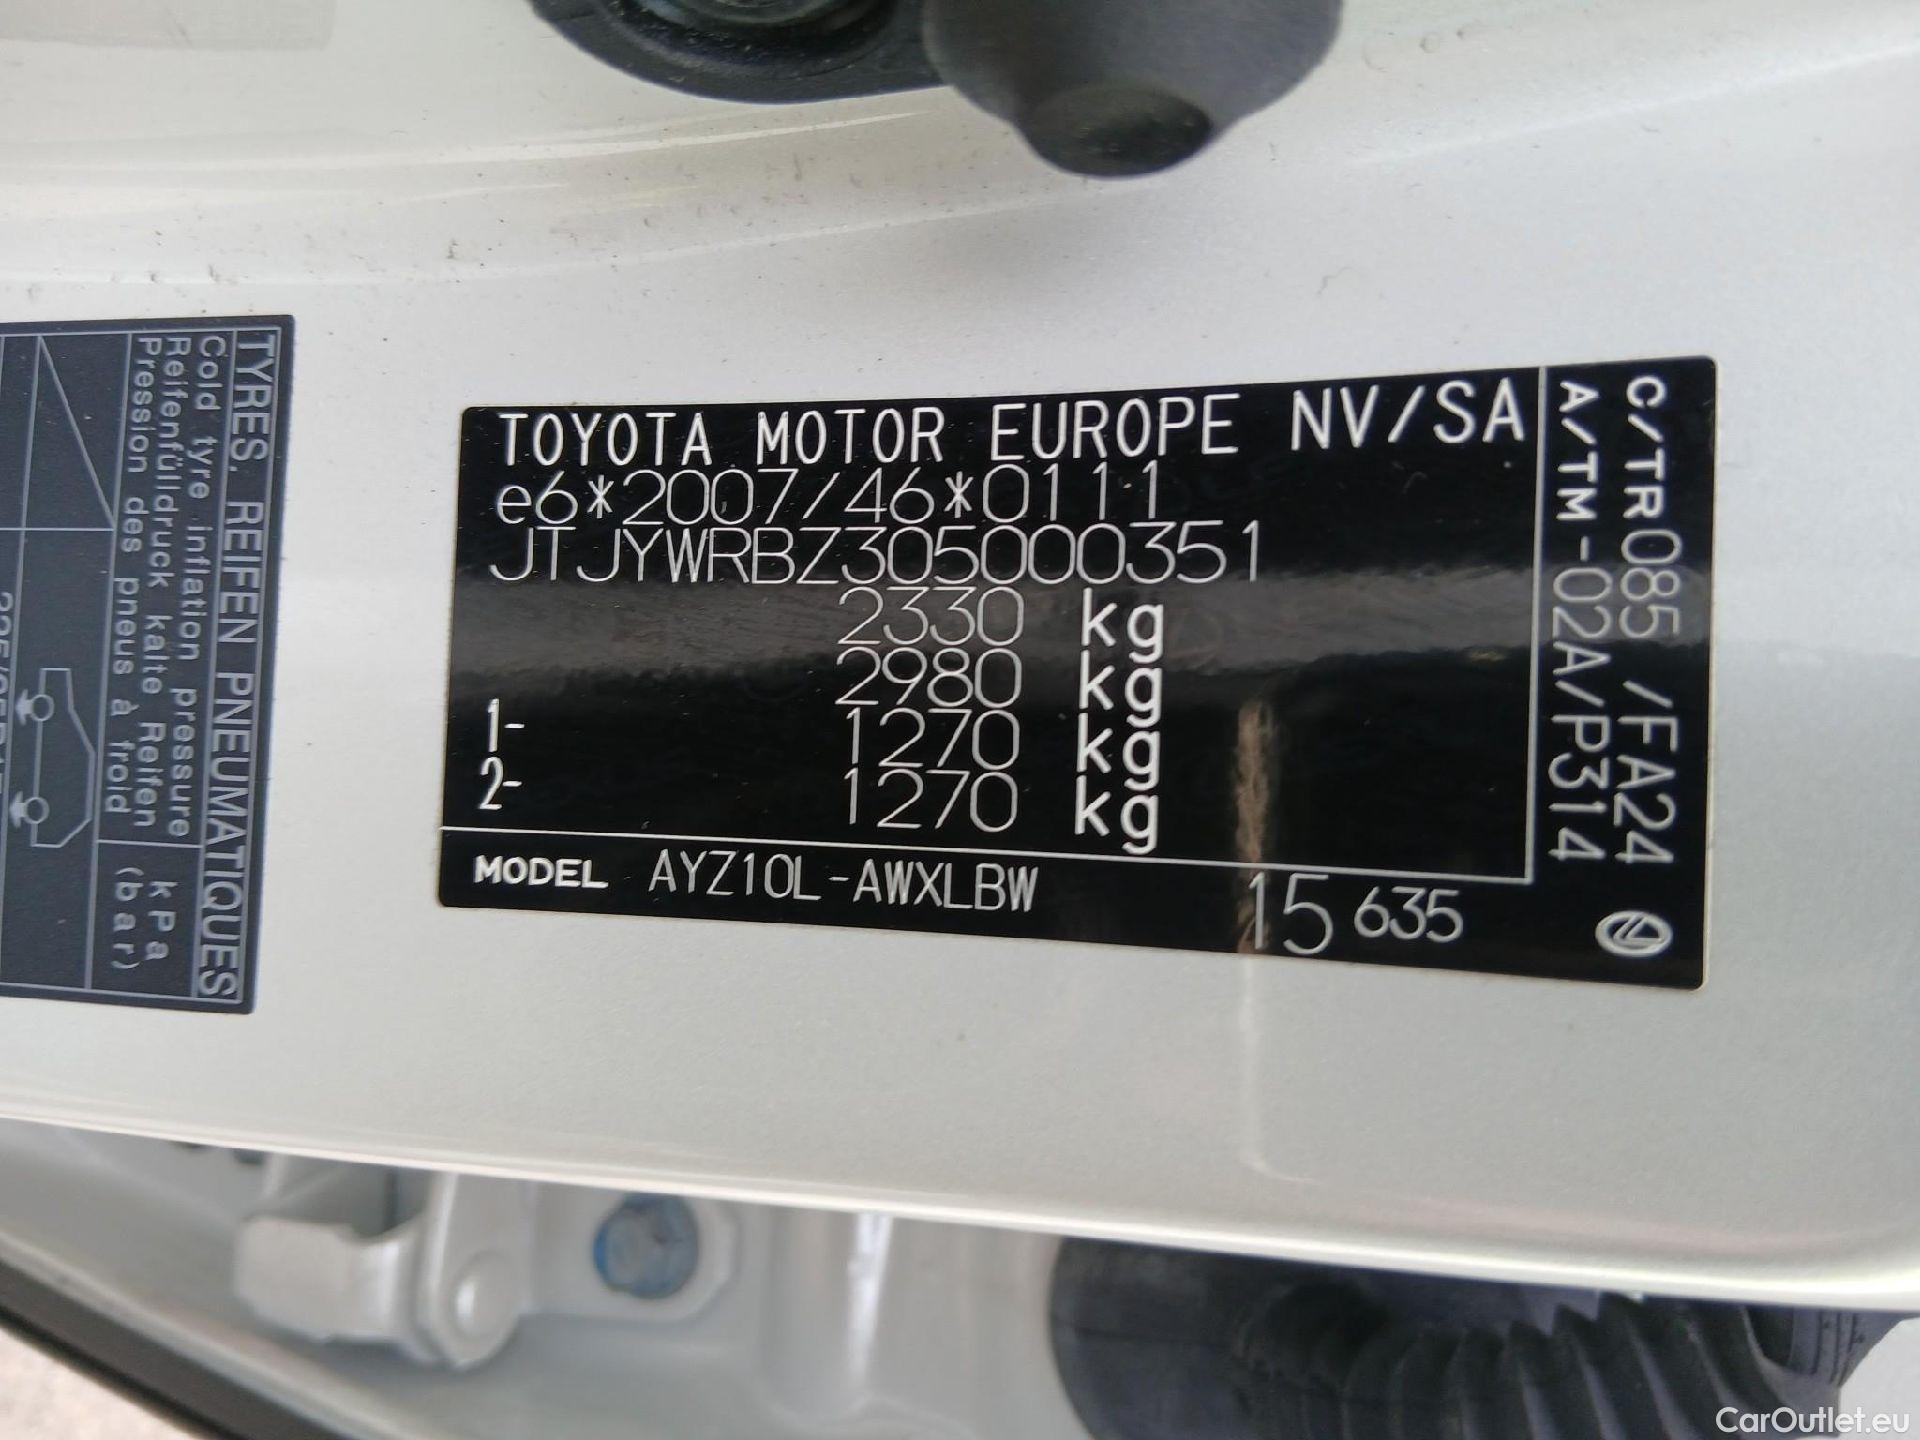 TYRES. REIFEN PNEUMATIQUES
Cold tyre inflation pressure
Reifenfülldruck kalte Reifen
Pression des pneus à froid
kPa
(bar)
TOYOTA MOTOR EUROPE NV/SA
e6*2007/46*0111
JTJYWRBZ305000351
2330 kg
2980 kg
1- 1270 kg
2- 1270 kg
MODEL AYZ10L-AWXLBW 15 635
C/TR085 /FA24
A/TM-02A/P314
CarOutlet.eu